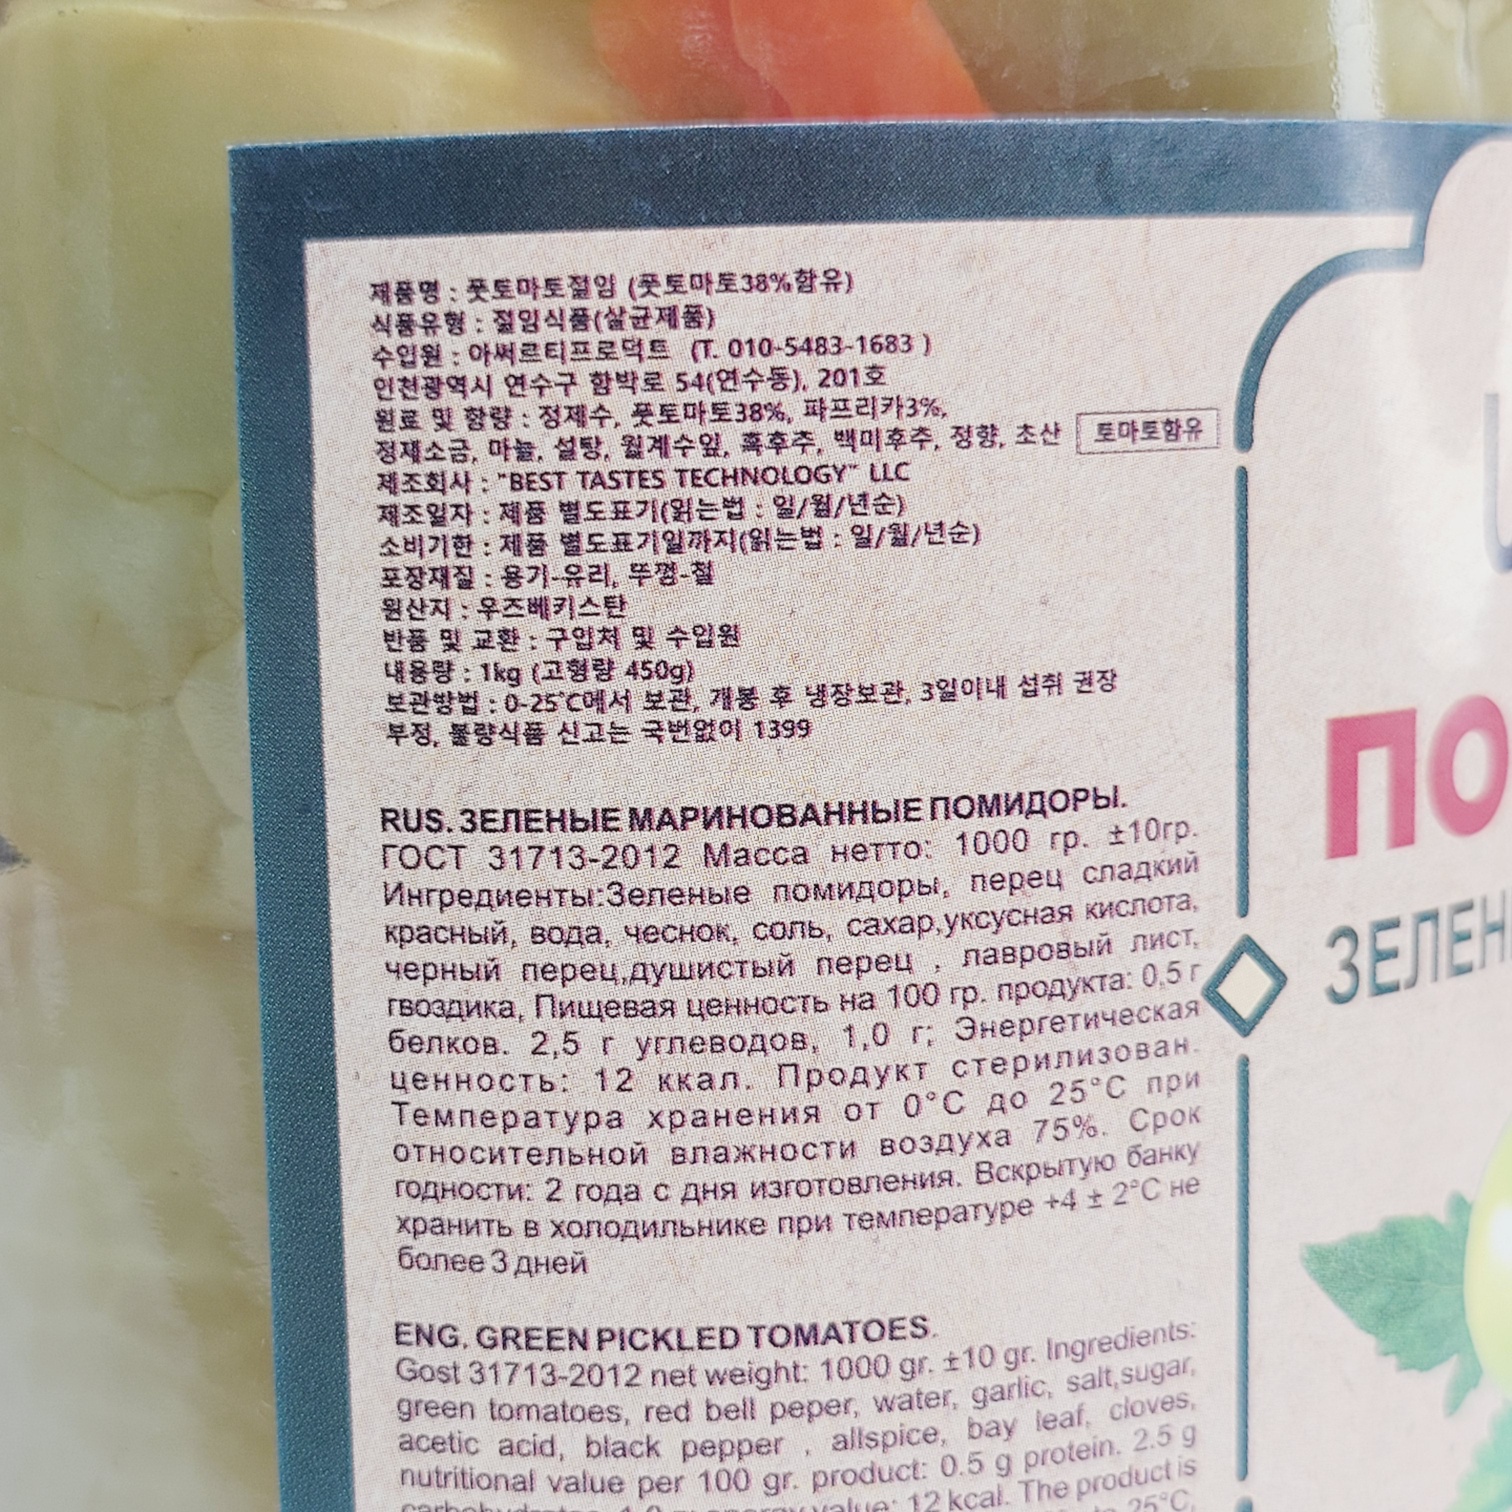 제품명 : 풋토마토절임 (풋토마토38%함유)
식품유형 : 절임식품(살균제품)
수입원 : 아써르티프로덕트 (T. 010-5483-1683 )
인천광역시 연수구 함박로 54(연수동), 201호
원료 및 함량 : 정제수, 풋토마토38%, 파프리카3%,
정제소금, 마늘, 설탕, 월계수잎, 흑후추, 백미후추, 정향, 초산 토마토함유
제조회사 : "BEST TASTES TECHNOLOGY" LLC
제조일자 : 제품 별도표기(읽는법 : 일/월/년순)
소비기한 : 제품 별도표기일까지(읽는법 : 일/월/년순)
포장재질 : 용기-유리, 뚜껑-철
원산지 : 우즈베키스탄
반품 및 교환 : 구입처 및 수입원
내용량 : 1kg (고형량 450g)
보관방법 : 0-25°C에서 보관, 개봉 후 냉장보관, 3일이내 섭취 권장
부정, 불량식품 신고는 국번없이 1399
RUS. ЗЕЛЕНЫЕ МАРИНОВАННЫЕ ПОМИДОРЫ.
ГОСТ 31713-2012 Масса нетто: 1000 гр. ±10гр.
Ингредиенты:Зеленые помидоры, перец сладкий
красный, вода, чеснок, соль, сахар,уксусная кислота,
черный перец,душистый перец , лавровый лист,
гвоздика, Пищевая ценность на 100 гр. продукта: 0,5 г
белков. 2,5 г углеводов, 1,0 г; Энергетическая
ценность: 12 ккал. Продукт стерилизован.
Температура хранения от 0°C до 25°C при
относительной влажности воздуха 75%. Срок
годности: 2 года с дня изготовления. Вскрытую банку
хранить в холодильнике при температуре +4 ± 2°C не
более 3 дней
ENG. GREEN PICKLED TOMATOES.
Gost 31713-2012 net weight: 1000 gr. ±10 gr. Ingredients:
green tomatoes, red bell peper, water, garlic, salt,sugar,
acetic acid, black pepper , allspice, bay leaf, cloves,
nutritional value per 100 gr. product: 0.5 g protein. 2.5 g
value: 12 kcal. The product is
25°C,
ПО
ЗЕЛЕН